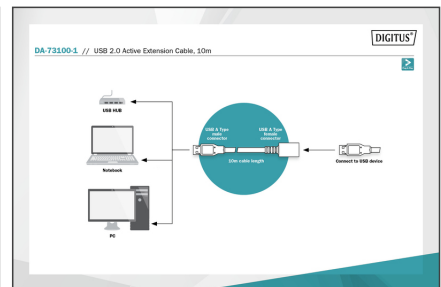 DIGITUS®
DA-73100-1 // USB 2.0 Active Extension Cable, 10m
USB HUB
USB A Type
male
connector
USB A Type
female
connector
10m cable length
Connect to USB device
Notebook
PC